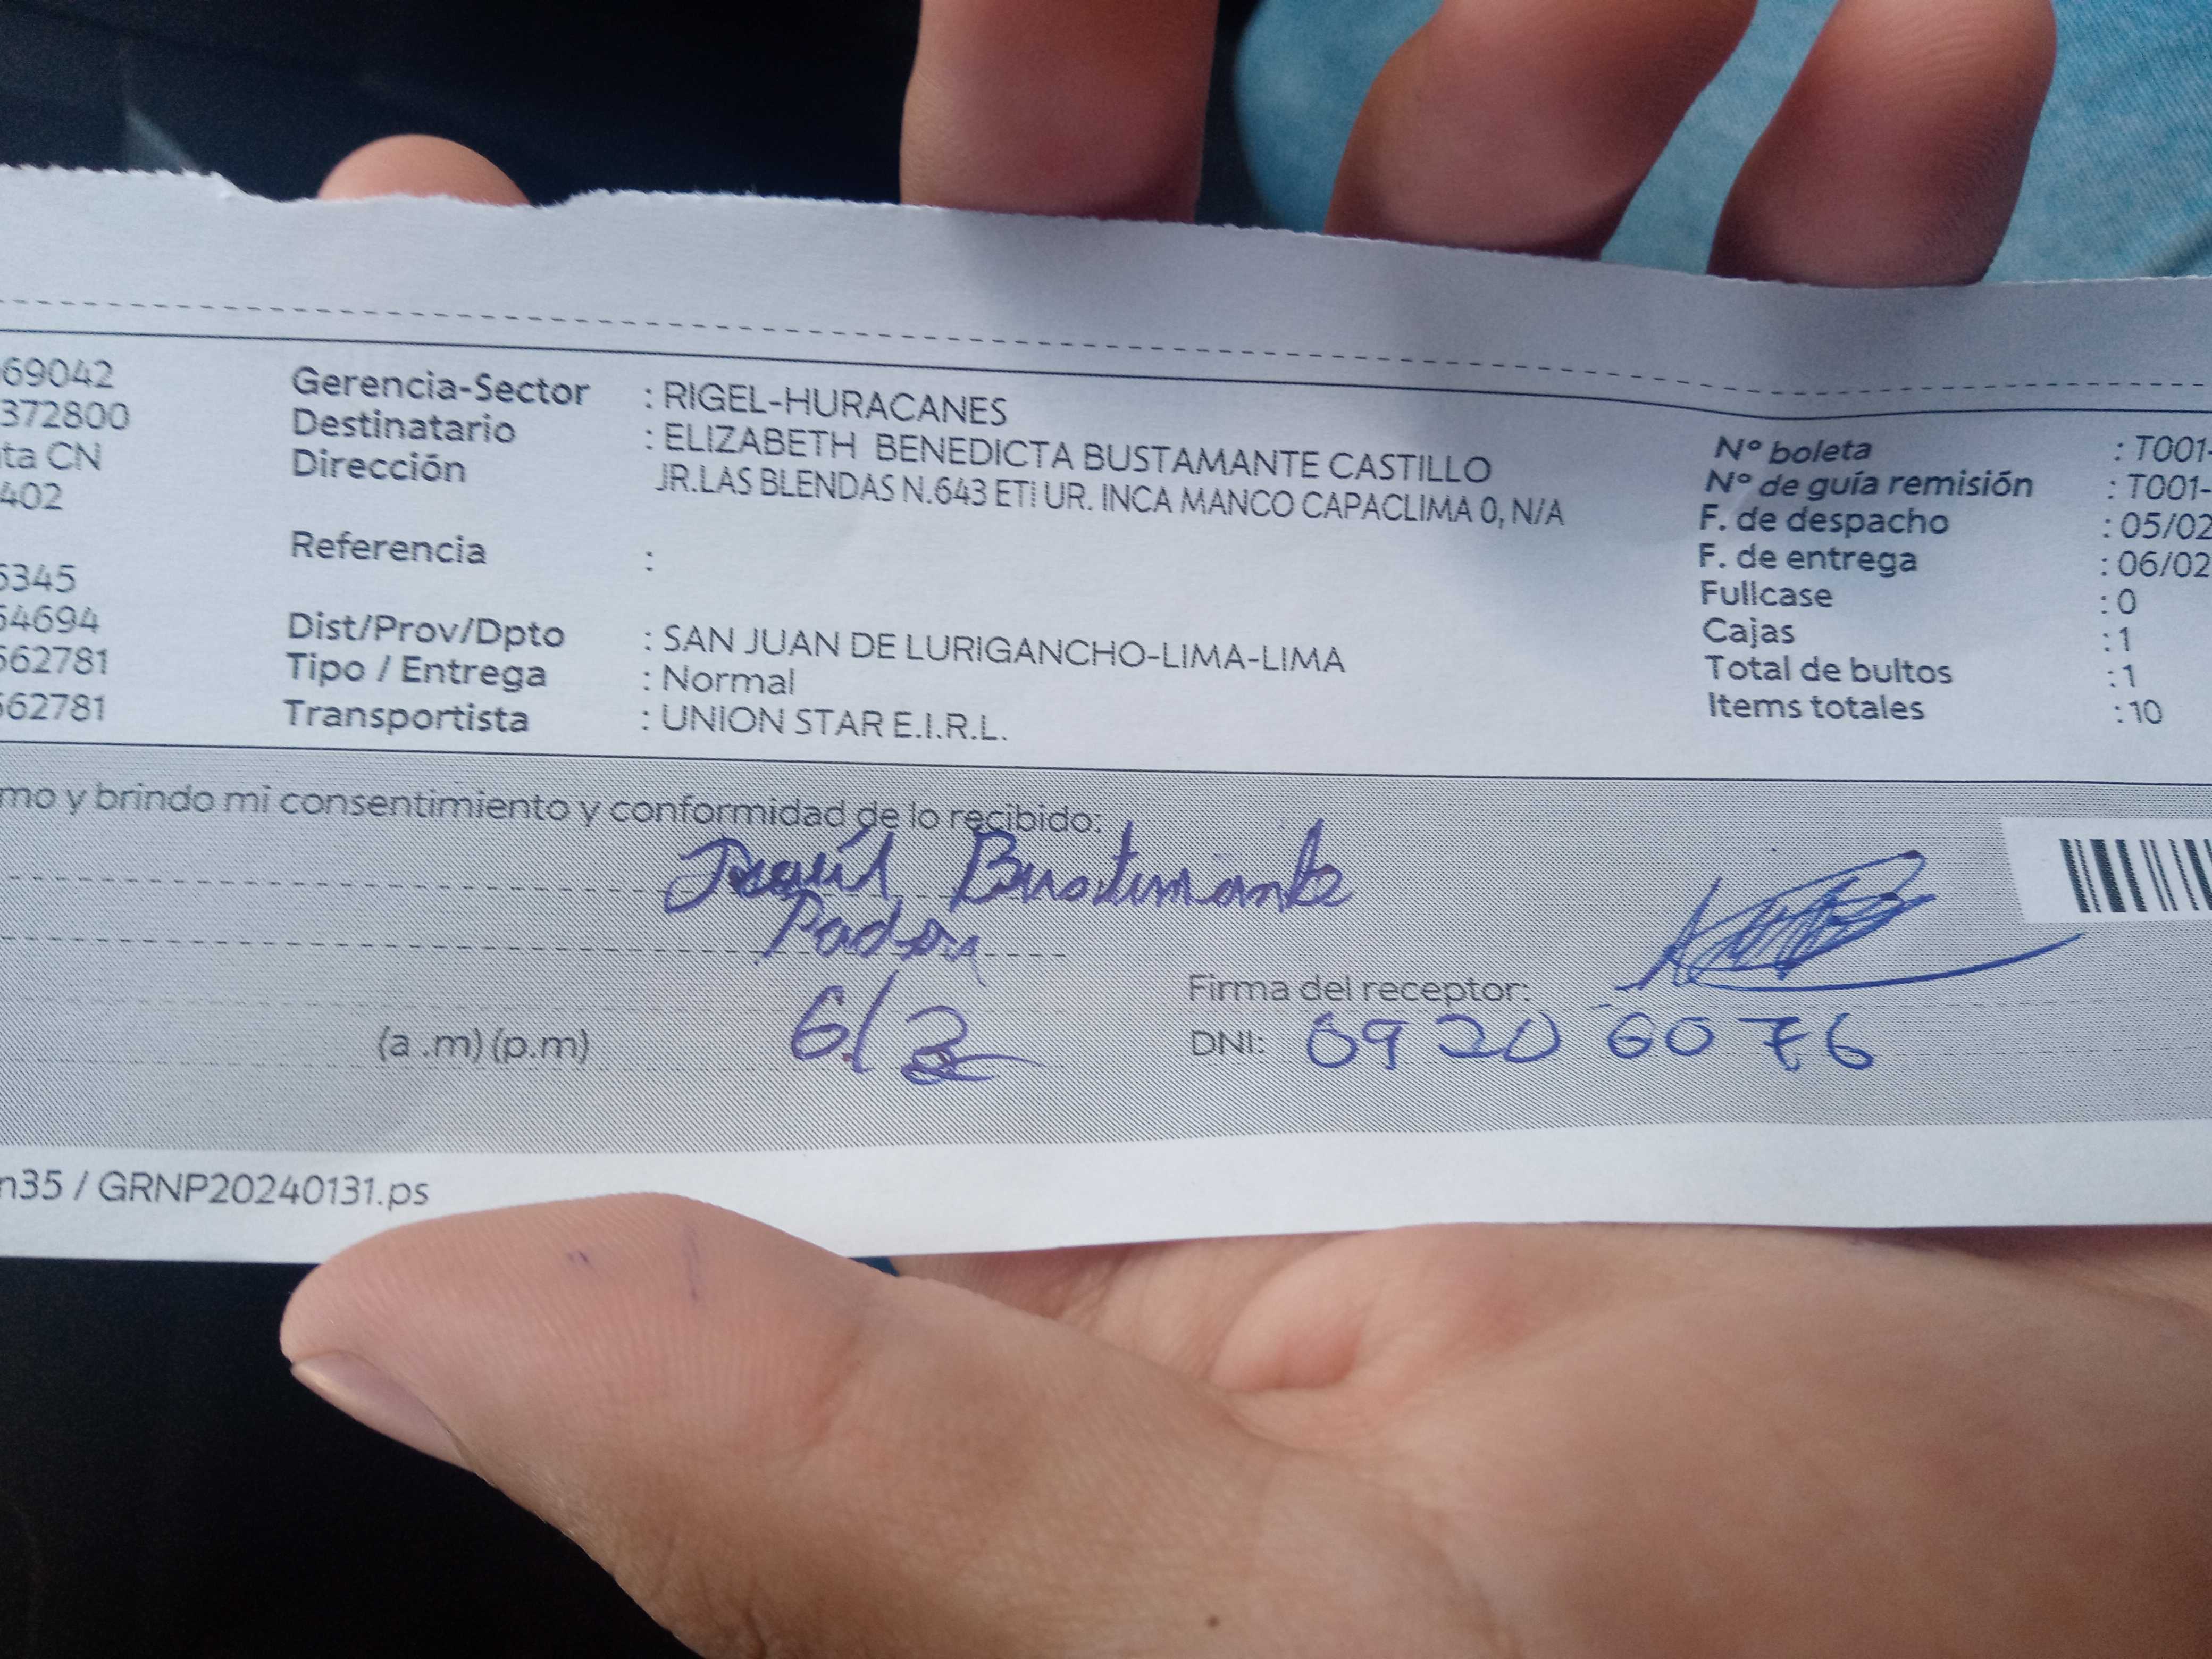 69042
372800
ta CN
402
5345
54694
562781
562781
Gerencia-Sector : RIGEL-HURACANES
Destinatario : ELIZABETH BENEDICTA BUSTAMANTE CASTILLO
Dirección JR.LAS BLENDAS N.643 ETI UR. INCA MANCO CAPACLIMA 0, N/A
Referencia :
Dist/Prov/Dpto : SAN JUAN DE LURIGANCHO-LIMA-LIMA
Tipo / Entrega : Normal
Transportista : UNION STAR E.I.R.L.
Nº boleta : T001-
Nº de guía remisión : T001-
F. de despacho : 05/02
F. de entrega : 06/02
Fullcase : 0
Cajas : 1
Total de bultos : 1
Items totales : 10
mo y brindo mi consentimiento y conformidad de lo recibido:
Bustamante
(a .m) (p.m) 6/2
Firma del receptor:
DNI: 09206076
n35 / GRNP20240131.ps